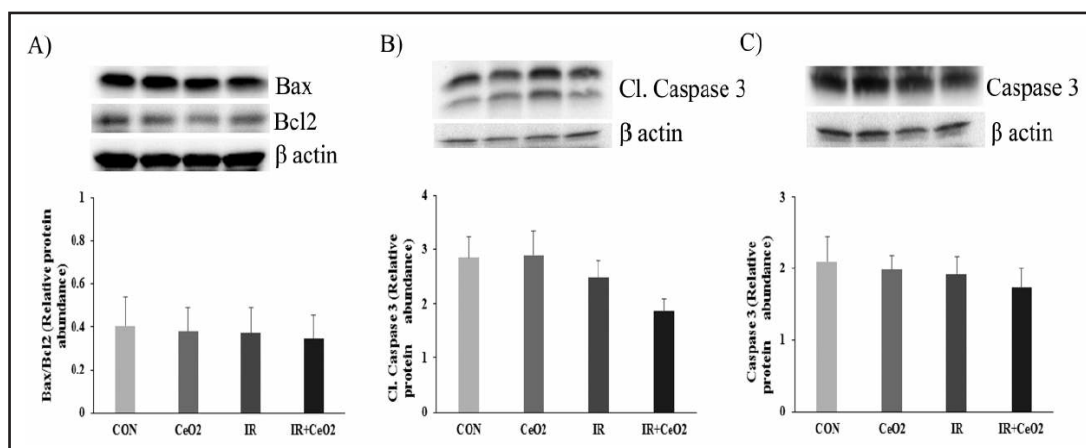 A)
Bax
Bcl2
β actin
Bax/Bcl2 (Relative protein
abundance)
1
0.8
0.6
0.4
0.2
0
CON CeO2 IR IR+CeO2
B)
Cl. Caspase 3
β actin
Cl. Caspase 3 (Relative
protein abundance)
4
3
2
1
0
CON CeO2 IR IR+CeO2
C)
Caspase 3
β actin
Caspase 3 (Relative
protein abundance)
3
2
1
0
CON CeO2 IR IR+CeO2